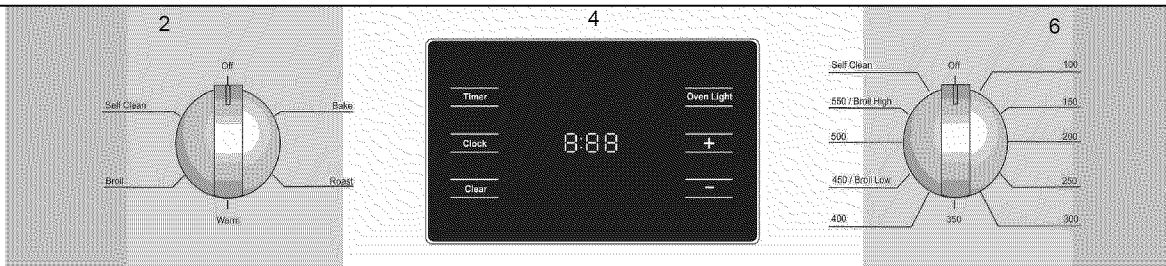 2
4
6
Off
Self Clean
Bake
Broil
Roast
Warm
Timer
Oven Light
Clock
8:88
+
Clear
-
Off
Self Clean
100
550 / Broil High
150
500
200
450 / Broil Low
250
400
350
300